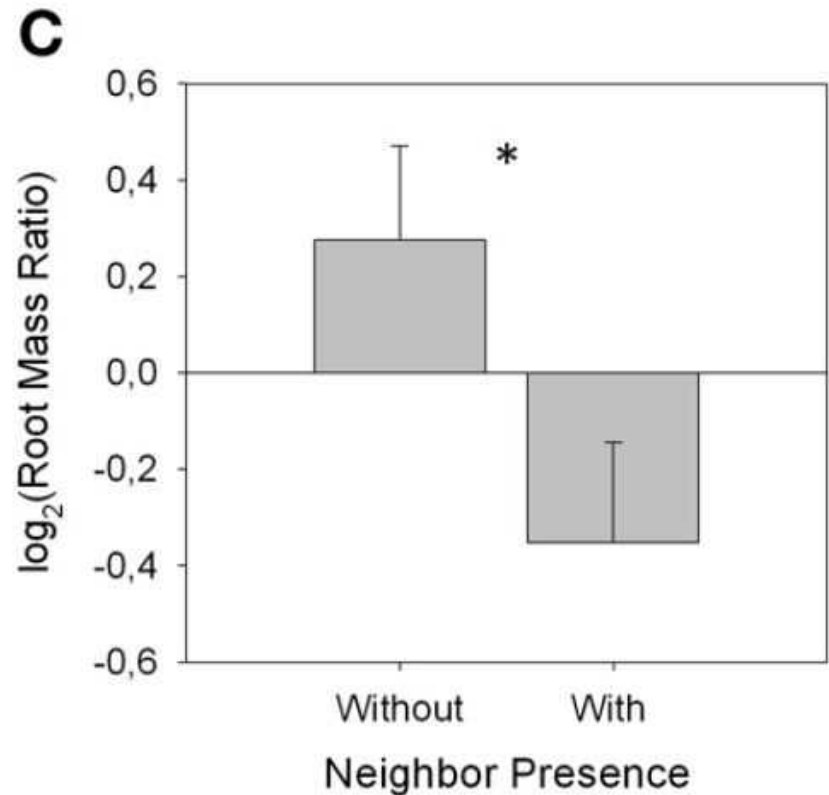 C
0,6
0,4
0,2
0,0
-0,2
-0,4
-0,6
log₂(Root Mass Ratio)
*
Without With
Neighbor Presence